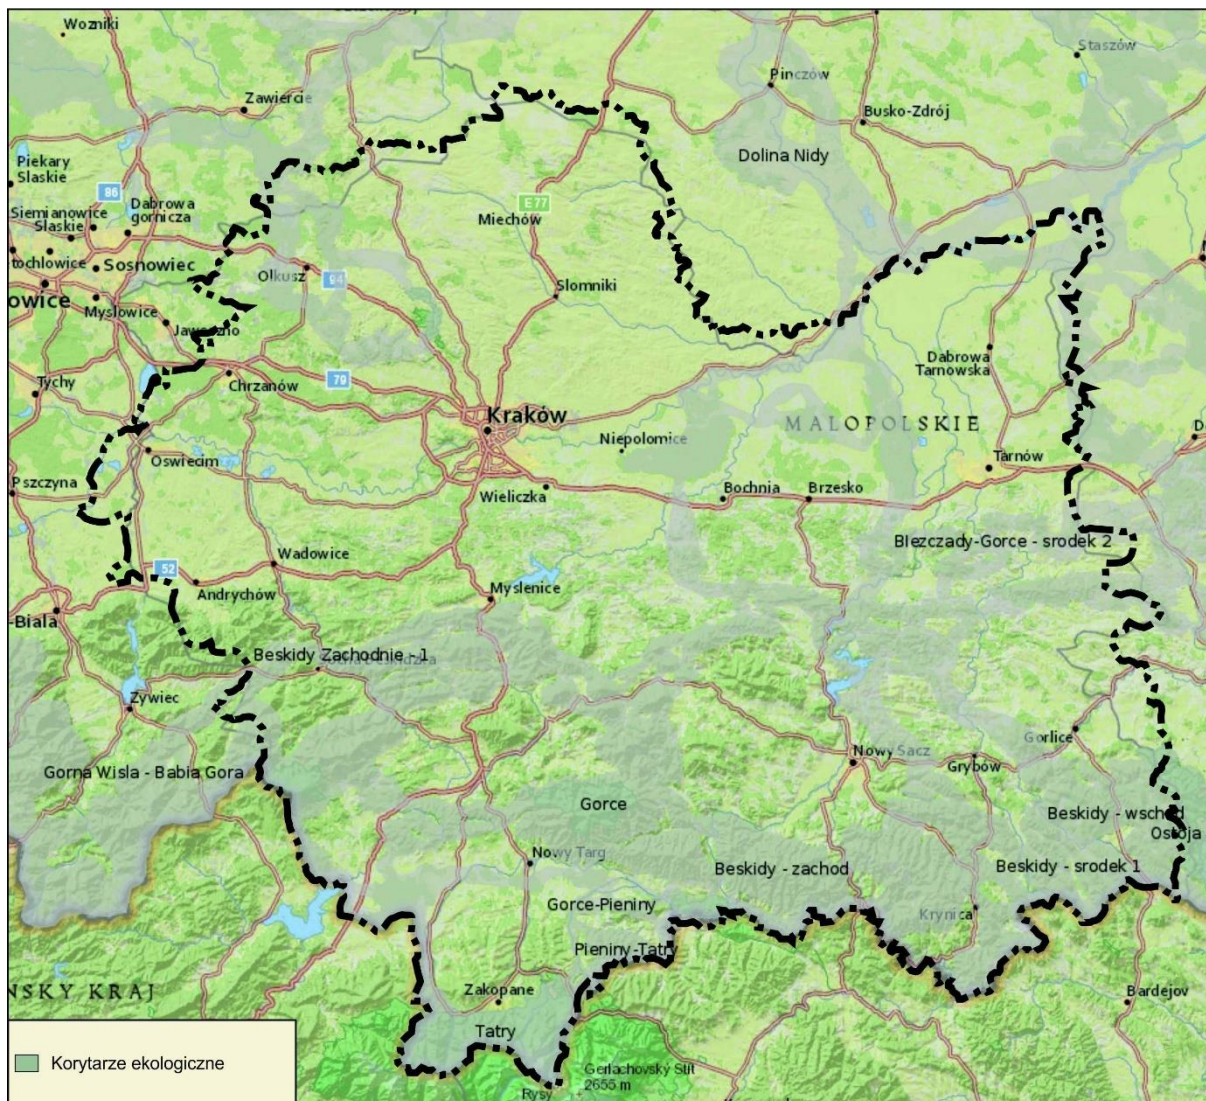 Wozniki
Staszów
Pinczów
Zawiercie
Busko-Zdrój
Piekary
Slaskie
Dolina Nidy
86
Siemianowice
Slaskie
Dabrowa
gornicza
E 77
Miechów
tochlowice
Sosnowiec
Olkusz
94
owice
Myslowice
Slomniki
Jaworzno
Dabrowa
Tarnowska
Tychy
Chrzanów
79
Kraków
MALOPOLSKIE
Niepolomice
Oswiecim
Tarnów
Pszczyna
Wieliczka
Bochnia
Brzesko
BIezczady-Gorce - srodek 2
Wadowice
52
Andrychów
Myslenice
Biala
Beskidy Zachodnie - 1
Zywiec
Gorlice
Nowy Sacz
Grybów
Gorna Wisla - Babia Gora
Gorce
Beskidy - wschód
Ostoja
Nowy Targ
Beskidy - zachod
Beskidy - srodek 1
Gorce-Pieniny
Krynica
Pieniny-Tatry
NSKY KRAJ
Zakopane
Bardejov
Tatry
Korytarze ekologiczne
Gerlachovský Stít
2655 m
Rysy